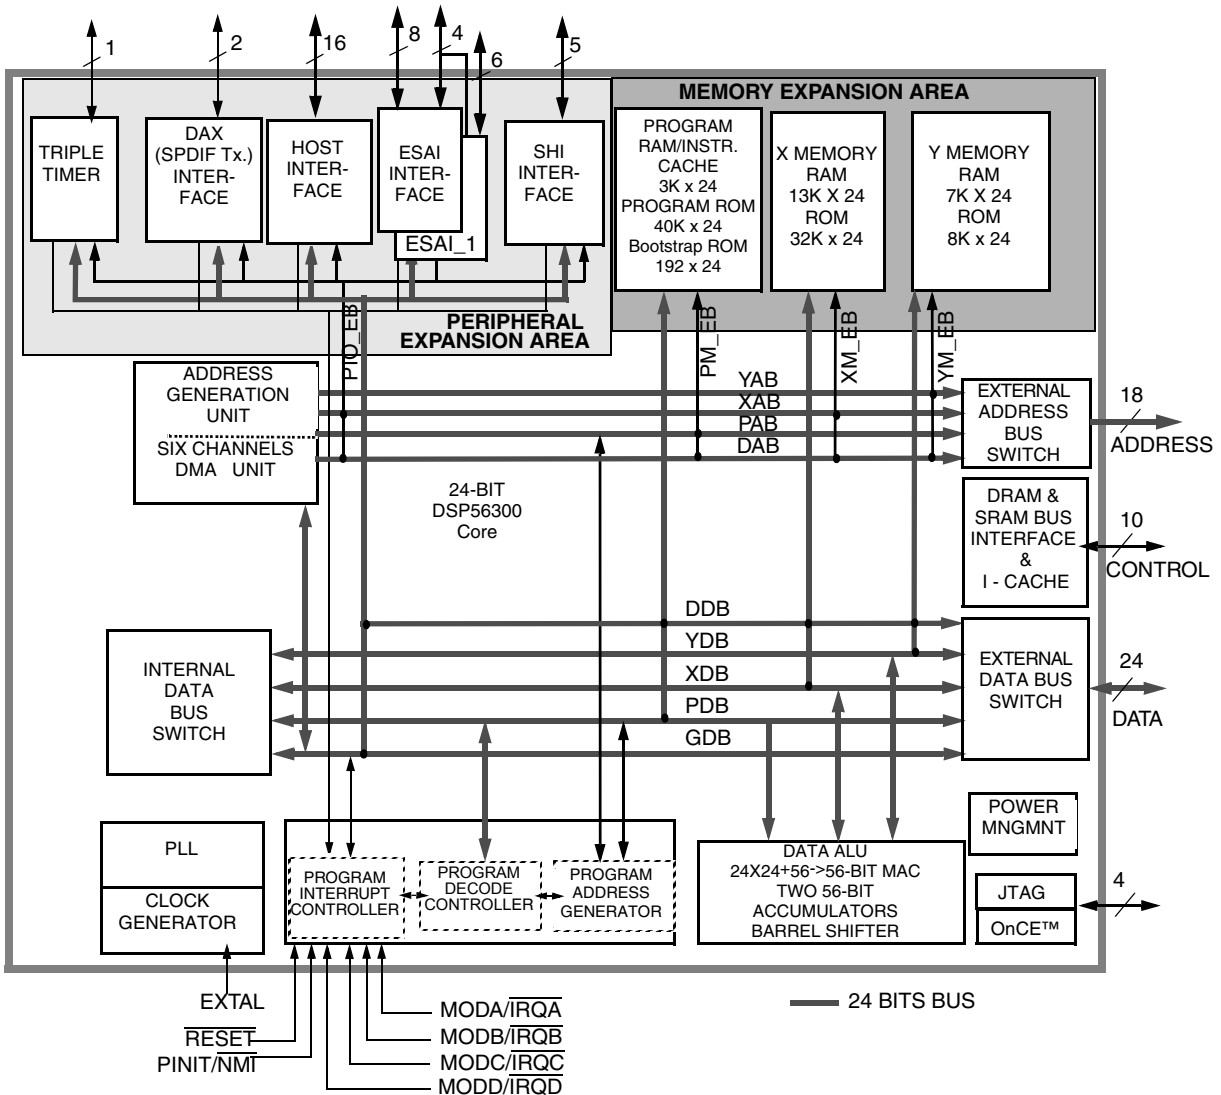 1
2
16
8
4
6
5
MEMORY EXPANSION AREA
TRIPLE
TIMER
DAX
(SPDIF Tx.)
INTER-
FACE
HOST
INTER-
FACE
ESAI
INTER-
FACE
ESAI_1
SHI
INTER-
FACE
PROGRAM
RAM/INSTR.
CACHE
3K x 24
PROGRAM ROM
40K x 24
Bootstrap ROM
192 x 24
X MEMORY
RAM
13K X 24
ROM
32K x 24
Y MEMORY
RAM
7K X 24
ROM
8K x 24
PERIPHERAL
EXPANSION AREA
PIO_EB
PM_EB
XM_EB
YM_EB
ADDRESS
GENERATION
UNIT
SIX CHANNELS
DMA UNIT
YAB
XAB
PAB
DAB
EXTERNAL
ADDRESS
BUS
SWITCH
18
ADDRESS
24-BIT
DSP56300
Core
DRAM &
SRAM BUS
INTERFACE
&
I - CACHE
10
CONTROL
INTERNAL
DATA
BUS
SWITCH
DDB
YDB
XDB
PDB
GDB
EXTERNAL
DATA BUS
SWITCH
24
DATA
PLL
CLOCK
GENERATOR
PROGRAM
INTERRUPT
CONTROLLER
PROGRAM
DECODE
CONTROLLER
PROGRAM
ADDRESS
GENERATOR
DATA ALU
24X24+56->56-BIT MAC
TWO 56-BIT
ACCUMULATORS
BARREL SHIFTER
POWER
MNGMNT
JTAG
OnCE™
4
EXTAL
RESET
PINIT/NMI
MODA/IRQA
MODB/IRQB
MODC/IRQC
MODD/IRQD
24 BITS BUS